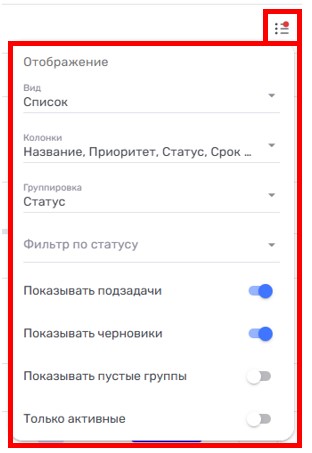 Отображение
Вид
Список
Колонки
Название, Приоритет, Статус, Срок ...
Группировка
Статус
Фильтр по статусу
Показывать подзадачи
Показывать черновики
Показывать пустые группы
Только активные